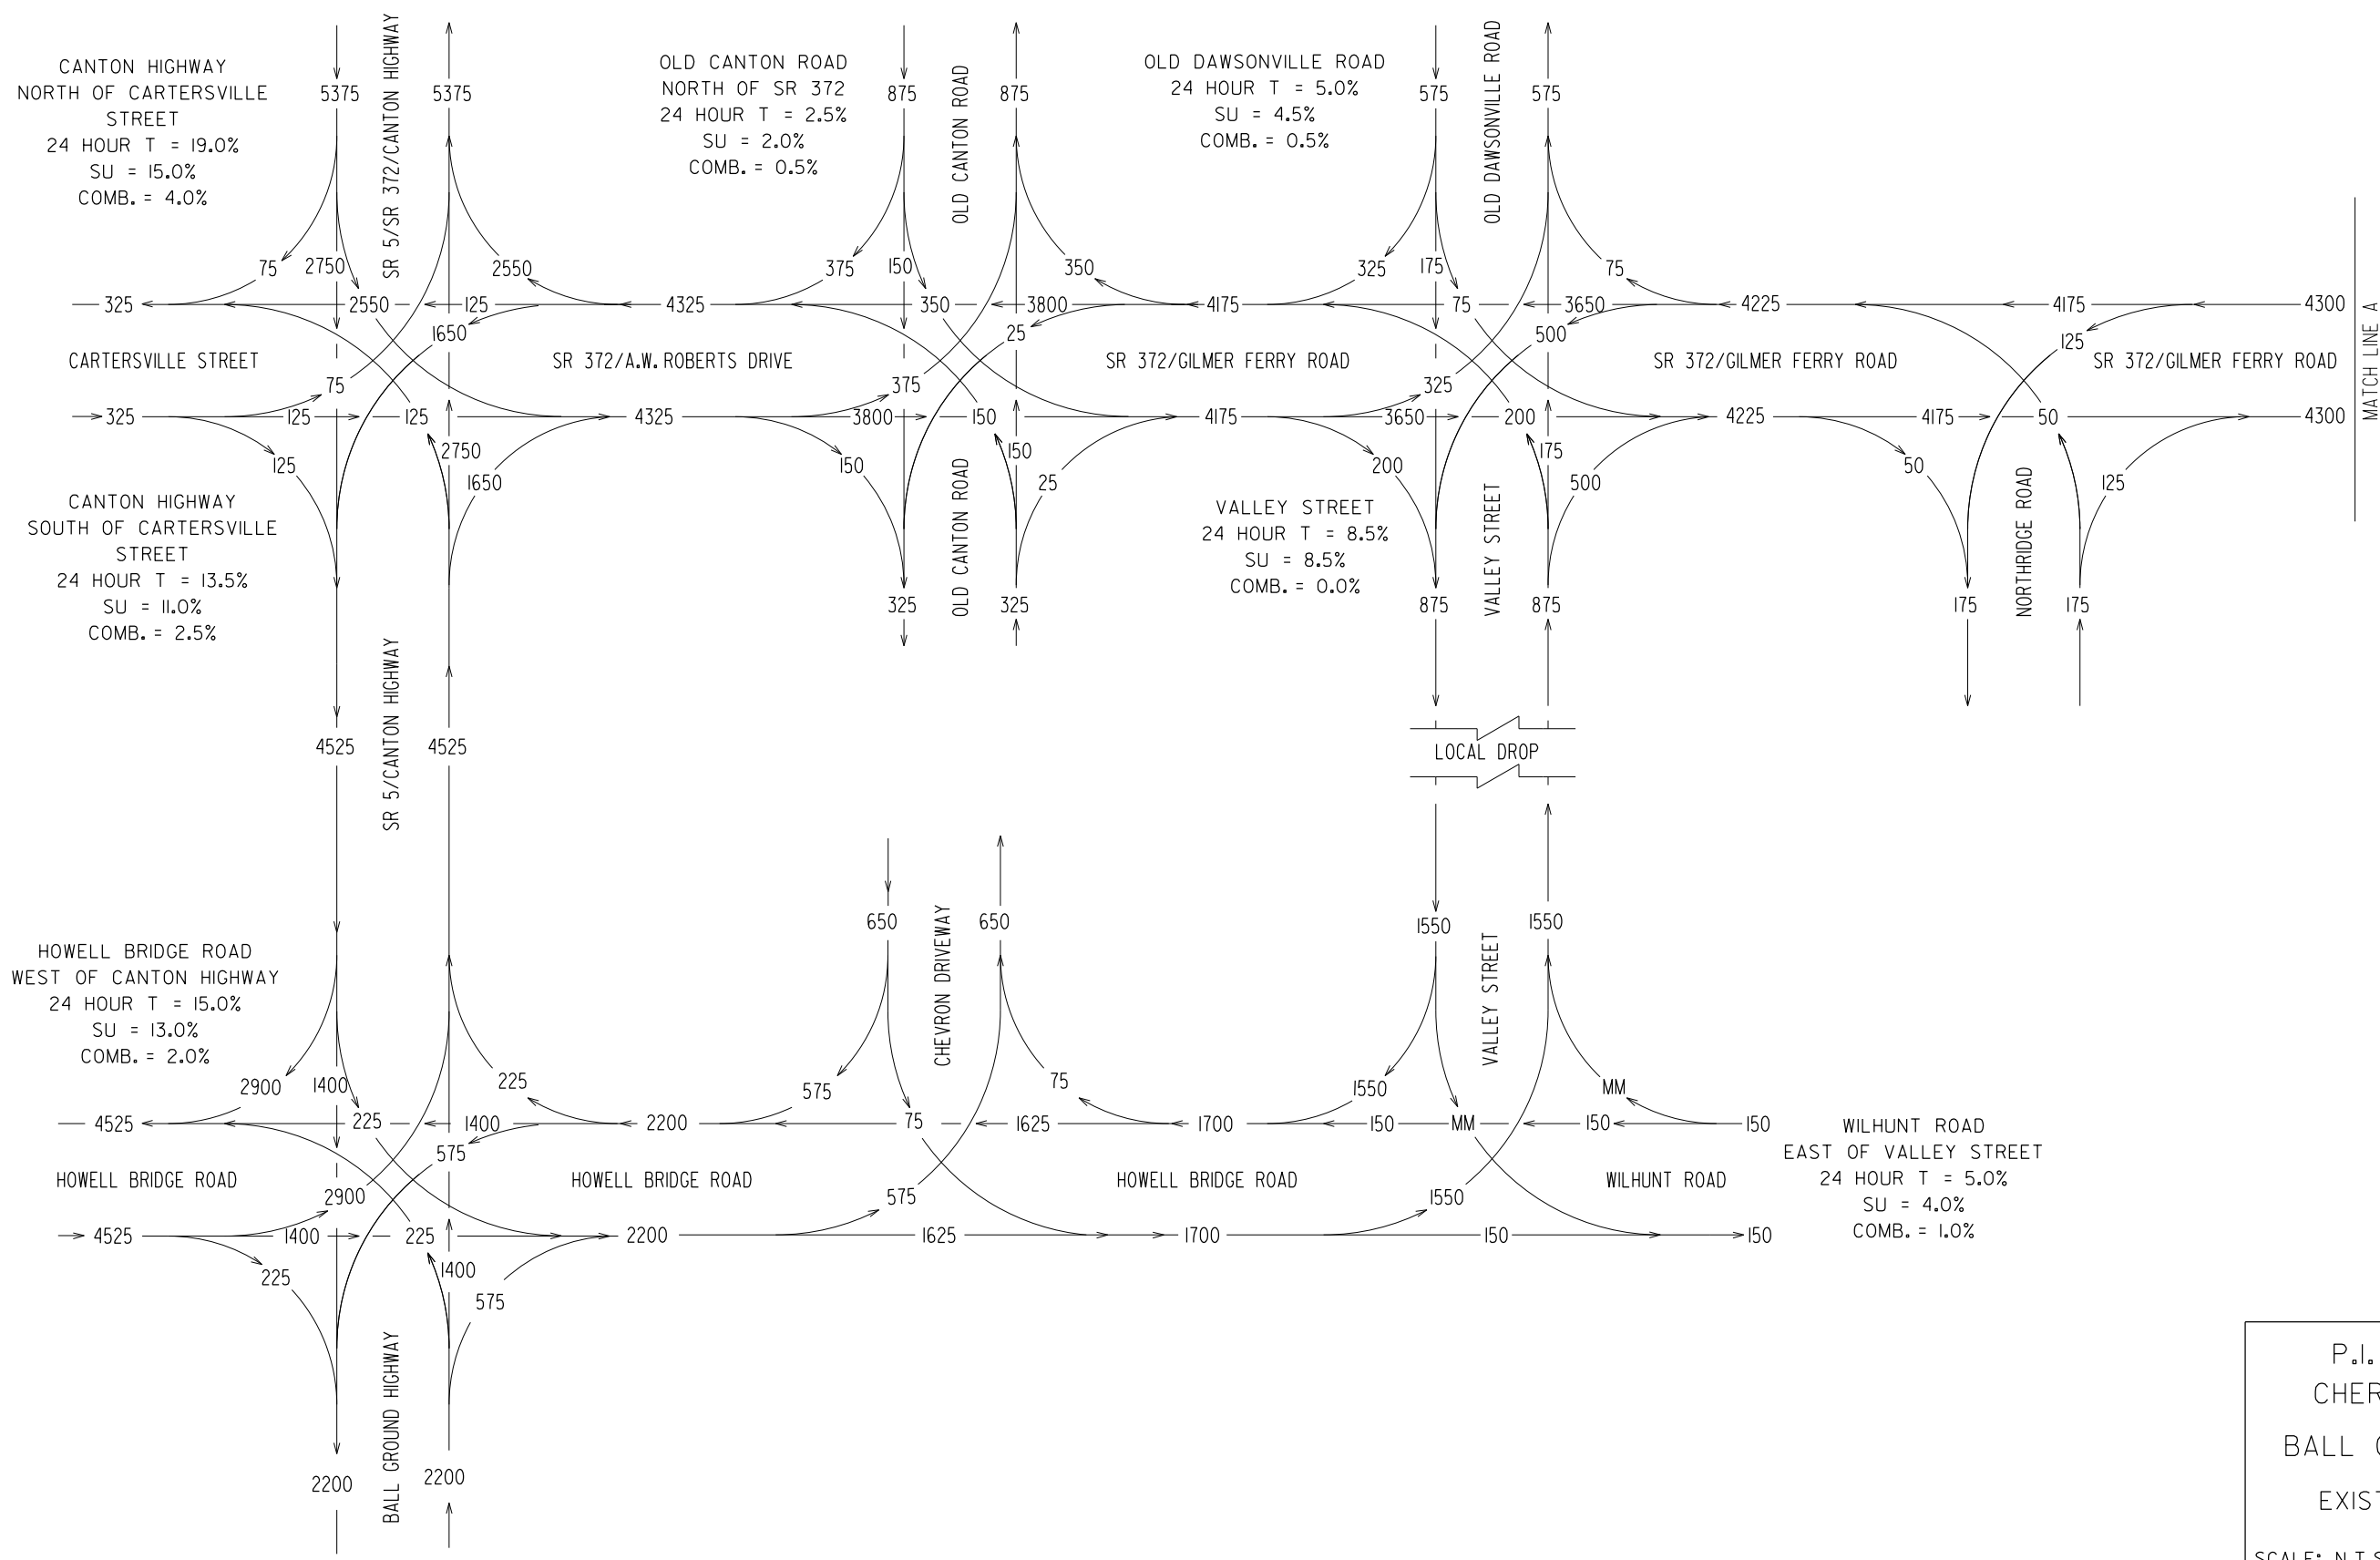 CANTON HIGHWAY
NORTH OF CARTERSVILLE
STREET
24 HOUR T = 19.0%
SU = 15.0%
COMB. = 4.0%
5375
SR 5/SR 372/CANTON HIGHWAY
5375
OLD CANTON ROAD
NORTH OF SR 372
24 HOUR T = 2.5%
SU = 2.0%
COMB. = 0.5%
875
OLD CANTON ROAD
875
OLD DAWSONVILLE ROAD
24 HOUR T = 5.0%
SU = 4.5%
COMB. = 0.5%
575
OLD DAWSONVILLE ROAD
575
75
2750
2550
375
150
350
325
175
75
325
2550
125
4325
350
3800
4175
75
3650
4225
4175
4300
1650
25
500
125
CARTERSVILLE STREET
SR 372/A.W. ROBERTS DRIVE
SR 372/GILMER FERRY ROAD
SR 372/GILMER FERRY ROAD
SR 372/GILMER FERRY ROAD
MATCH LINE A
75
375
325
325
125
125
4325
3800
150
4175
3650
200
4225
4175
50
4300
125
2750
1650
150
150
25
200
175
500
50
125
CANTON HIGHWAY
SOUTH OF CARTERSVILLE
STREET
24 HOUR T = 13.5%
SU = 11.0%
COMB. = 2.5%
OLD CANTON ROAD
VALLEY STREET
24 HOUR T = 8.5%
SU = 8.5%
COMB. = 0.0%
VALLEY STREET
NORTHRIDGE ROAD
325
325
875
875
175
175
4525
SR 5/CANTON HIGHWAY
4525
LOCAL DROP
650
CHEVRON DRIVEWAY
650
1550
VALLEY STREET
1550
HOWELL BRIDGE ROAD
WEST OF CANTON HIGHWAY
24 HOUR T = 15.0%
SU = 13.0%
COMB. = 2.0%
2900
1400
225
575
75
1550
MM
4525
225
1400
2200
75
1625
1700
150
MM
150
150
575
HOWELL BRIDGE ROAD
HOWELL BRIDGE ROAD
HOWELL BRIDGE ROAD
WILHUNT ROAD
WILHUNT ROAD
EAST OF VALLEY STREET
24 HOUR T = 5.0%
SU = 4.0%
COMB. = 1.0%
2900
575
1550
4525
1400
225
2200
1625
1700
150
150
225
1400
575
BALL GROUND HIGHWAY
2200
2200
P.I.
CHER
BALL
EXIST
SCALE: N.T.S